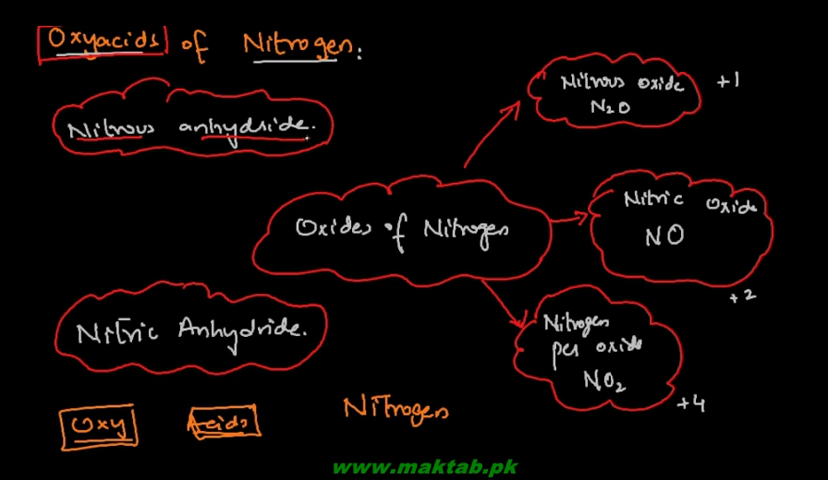 Oxyacids of Nitrogen:
Nitrous anhydride.
Nitrous oxide
N₂O
+1
Oxides of Nitrogen
Nitric Oxide
NO
+2
Nitric Anhydride.
Nitrogen
per oxide
NO₂
+4
Oxy Acids Nitrogen
www.maktab.pk